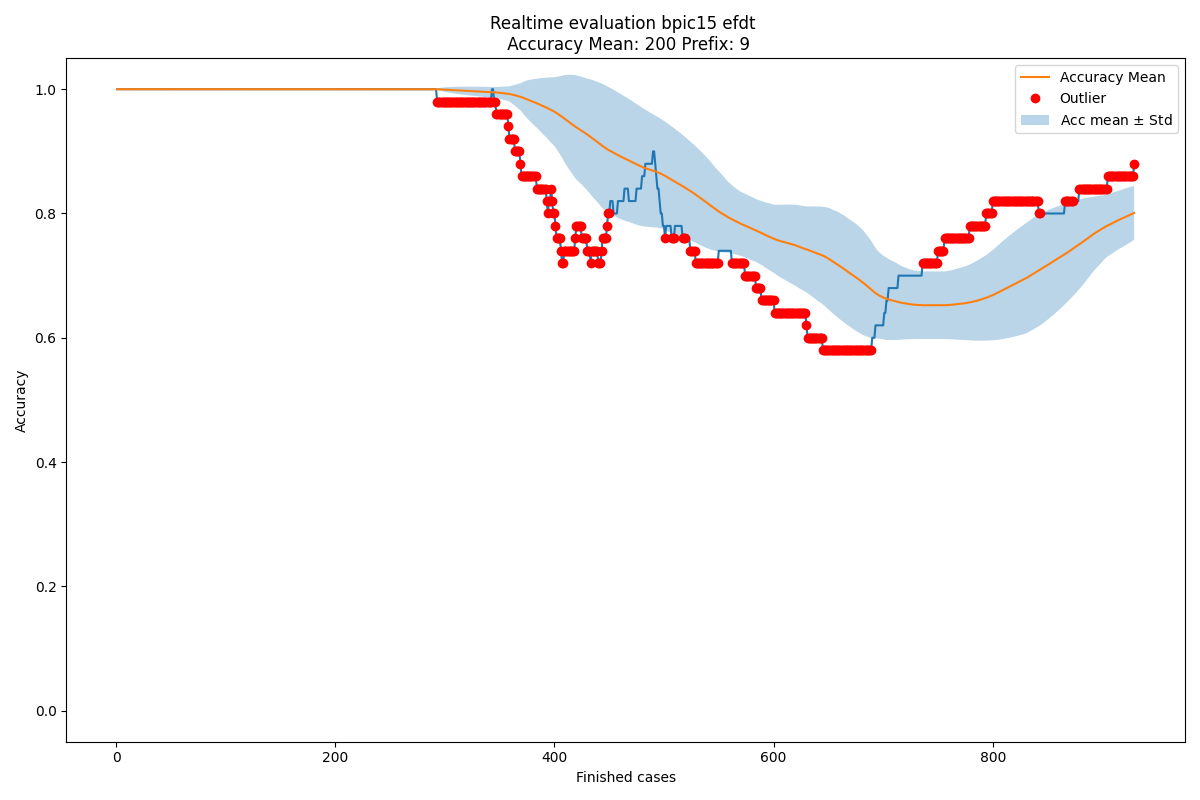 Realtime evaluation bpic15 efdt
Accuracy Mean: 200 Prefix: 9
Accuracy Mean
Outlier
Acc mean ± Std
1.0
0.8
0.6
0.4
0.2
0.0
Accuracy
0 200 400 600 800
Finished cases